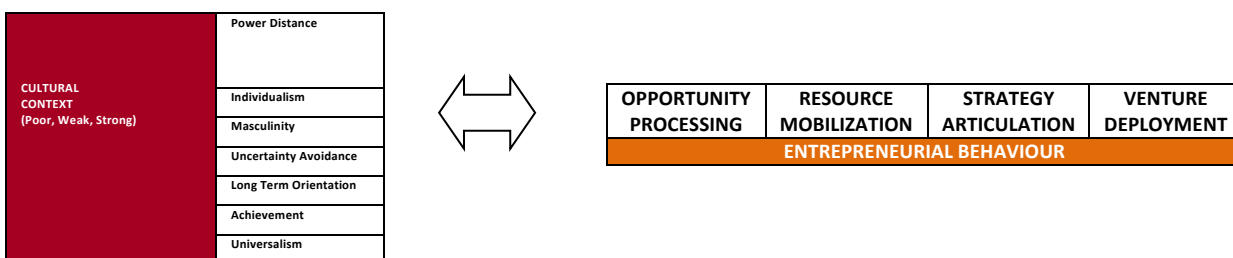 Power Distance
CULTURAL
CONTEXT
(Poor, Weak, Strong)
Individualism
Masculinity
Uncertainty Avoidance
Long Term Orientation
Achievement
Universalism
OPPORTUNITY PROCESSING
RESOURCE MOBILIZATION
STRATEGY ARTICULATION
VENTURE DEPLOYMENT
ENTREPRENEURIAL BEHAVIOUR